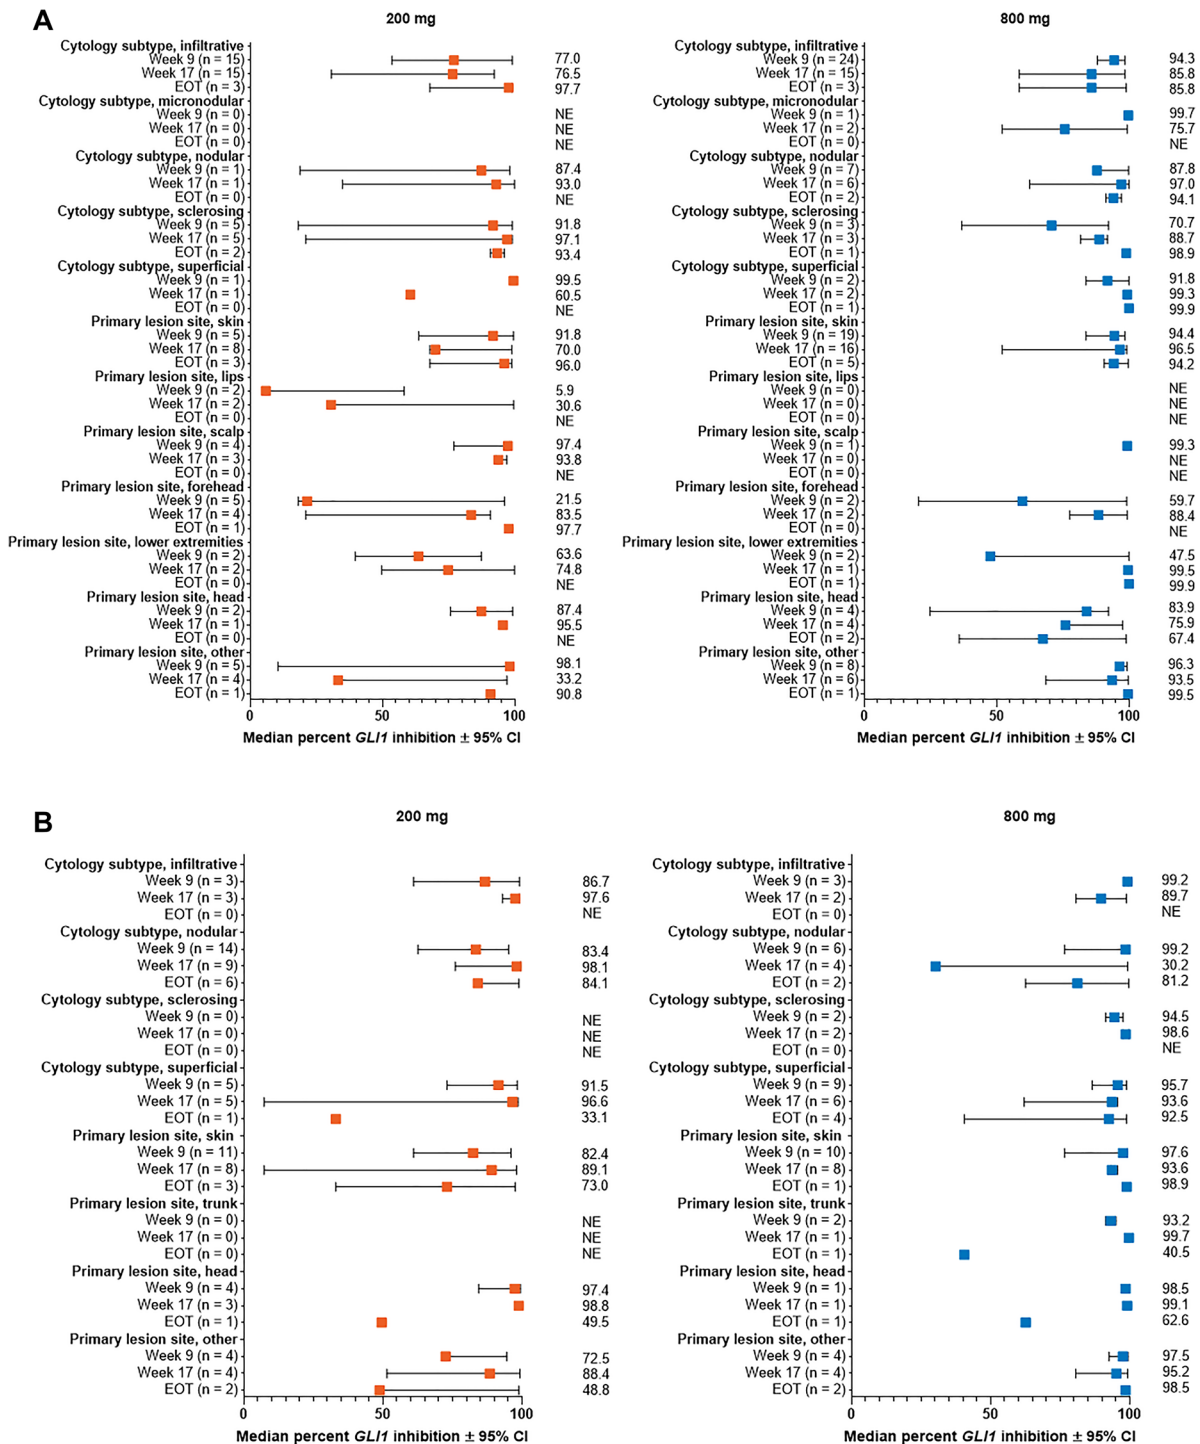 A
200 mg
Cytology subtype, infiltrative
Week 9 (n = 15) 77.0
Week 17 (n = 15) 76.5
EOT (n = 3) 97.7
Cytology subtype, micronodular
Week 9 (n = 0) NE
Week 17 (n = 0) NE
EOT (n = 0) NE
Cytology subtype, nodular
Week 9 (n = 1) 87.4
Week 17 (n = 1) 93.0
EOT (n = 0) NE
Cytology subtype, sclerosing
Week 9 (n = 5) 91.8
Week 17 (n = 5) 97.1
EOT (n = 2) 93.4
Cytology subtype, superficial
Week 9 (n = 1) 99.5
Week 17 (n = 1) 60.5
EOT (n = 0) NE
Primary lesion site, skin
Week 9 (n = 5) 91.8
Week 17 (n = 8) 70.0
EOT (n = 3) 96.0
Primary lesion site, lips
Week 9 (n = 2) 5.9
Week 17 (n = 2) 30.6
EOT (n = 0) NE
Primary lesion site, scalp
Week 9 (n = 4) 97.4
Week 17 (n = 3) 93.8
EOT (n = 0) NE
Primary lesion site, forehead
Week 9 (n = 5) 21.5
Week 17 (n = 4) 83.5
EOT (n = 1) 97.7
Primary lesion site, lower extremities
Week 9 (n = 2) 63.6
Week 17 (n = 2) 74.8
EOT (n = 0) NE
Primary lesion site, head
Week 9 (n = 2) 87.4
Week 17 (n = 1) 95.5
EOT (n = 0) NE
Primary lesion site, other
Week 9 (n = 5) 98.1
Week 17 (n = 4) 33.2
EOT (n = 1) 90.8
0 50 100
Median percent GLI1 inhibition ± 95% CI
800 mg
Cytology subtype, infiltrative
Week 9 (n = 24) 94.3
Week 17 (n = 15) 85.8
EOT (n = 3) 85.8
Cytology subtype, micronodular
Week 9 (n = 1) 99.7
Week 17 (n = 2) 75.7
EOT (n = 0) NE
Cytology subtype, nodular
Week 9 (n = 7) 87.8
Week 17 (n = 6) 97.0
EOT (n = 2) 94.1
Cytology subtype, sclerosing
Week 9 (n = 3) 70.7
Week 17 (n = 3) 88.7
EOT (n = 1) 98.9
Cytology subtype, superficial
Week 9 (n = 2) 91.8
Week 17 (n = 2) 99.3
EOT (n = 1) 99.9
Primary lesion site, skin
Week 9 (n = 19) 94.4
Week 17 (n = 16) 96.5
EOT (n = 5) 94.2
Primary lesion site, lips
Week 9 (n = 0) NE
Week 17 (n = 0) NE
EOT (n = 0) NE
Primary lesion site, scalp
Week 9 (n = 1) 99.3
Week 17 (n = 0) NE
EOT (n = 0) NE
Primary lesion site, forehead
Week 9 (n = 2) 59.7
Week 17 (n = 2) 88.4
EOT (n = 0) NE
Primary lesion site, lower extremities
Week 9 (n = 2) 47.5
Week 17 (n = 1) 99.5
EOT (n = 1) 99.9
Primary lesion site, head
Week 9 (n = 4) 83.9
Week 17 (n = 4) 75.9
EOT (n = 2) 67.4
Primary lesion site, other
Week 9 (n = 8) 96.3
Week 17 (n = 6) 93.5
EOT (n = 1) 99.5
0 50 100
Median percent GLI1 inhibition ± 95% CI
B
200 mg
Cytology subtype, infiltrative
Week 9 (n = 3) 86.7
Week 17 (n = 3) 97.6
EOT (n = 0) NE
Cytology subtype, nodular
Week 9 (n = 14) 83.4
Week 17 (n = 9) 98.1
EOT (n = 6) 84.1
Cytology subtype, sclerosing
Week 9 (n = 0) NE
Week 17 (n = 0) NE
EOT (n = 0) NE
Cytology subtype, superficial
Week 9 (n = 5) 91.5
Week 17 (n = 5) 96.6
EOT (n = 1) 33.1
Primary lesion site, skin
Week 9 (n = 11) 82.4
Week 17 (n = 8) 89.1
EOT (n = 3) 73.0
Primary lesion site, trunk
Week 9 (n = 0) NE
Week 17 (n = 0) NE
EOT (n = 0) NE
Primary lesion site, head
Week 9 (n = 4) 97.4
Week 17 (n = 3) 98.8
EOT (n = 1) 49.5
Primary lesion site, other
Week 9 (n = 4) 72.5
Week 17 (n = 4) 88.4
EOT (n = 2) 48.8
0 50 100
Median percent GLI1 inhibition ± 95% CI
800 mg
Cytology subtype, infiltrative
Week 9 (n = 3) 99.2
Week 17 (n = 2) 89.7
EOT (n = 0) NE
Cytology subtype, nodular
Week 9 (n = 6) 99.2
Week 17 (n = 4) 30.2
EOT (n = 2) 81.2
Cytology subtype, sclerosing
Week 9 (n = 2) 94.5
Week 17 (n = 2) 98.6
EOT (n = 0) NE
Cytology subtype, superficial
Week 9 (n = 9) 95.7
Week 17 (n = 6) 93.6
EOT (n = 4) 92.5
Primary lesion site, skin
Week 9 (n = 10) 97.6
Week 17 (n = 8) 93.6
EOT (n = 1) 98.9
Primary lesion site, trunk
Week 9 (n = 2) 93.2
Week 17 (n = 1) 99.7
EOT (n = 1) 40.5
Primary lesion site, head
Week 9 (n = 1) 98.5
Week 17 (n = 1) 99.1
EOT (n = 1) 62.6
Primary lesion site, other
Week 9 (n = 4) 97.5
Week 17 (n = 4) 95.2
EOT (n = 2) 98.5
0 50 100
Median percent GLI1 inhibition ± 95% CI